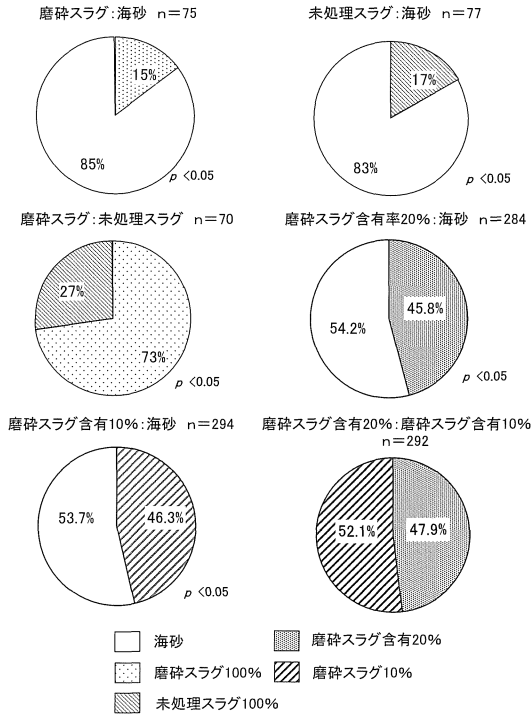 磨砕スラグ:海砂 n=75
未処理スラグ:海砂 n=77
15%
85%
p <0.05
17%
83%
p <0.05
磨砕スラグ:未処理スラグ n=70
磨砕スラグ含有率20%:海砂 n=284
27%
73%
p <0.05
54.2%
45.8%
p <0.05
磨砕スラグ含有10%:海砂 n=294
磨砕スラグ含有20%:磨砕スラグ含有10%
n=292
53.7%
46.3%
p <0.05
52.1%
47.9%
海砂
磨砕スラグ含有20%
磨砕スラグ100%
磨砕スラグ10%
未処理スラグ100%